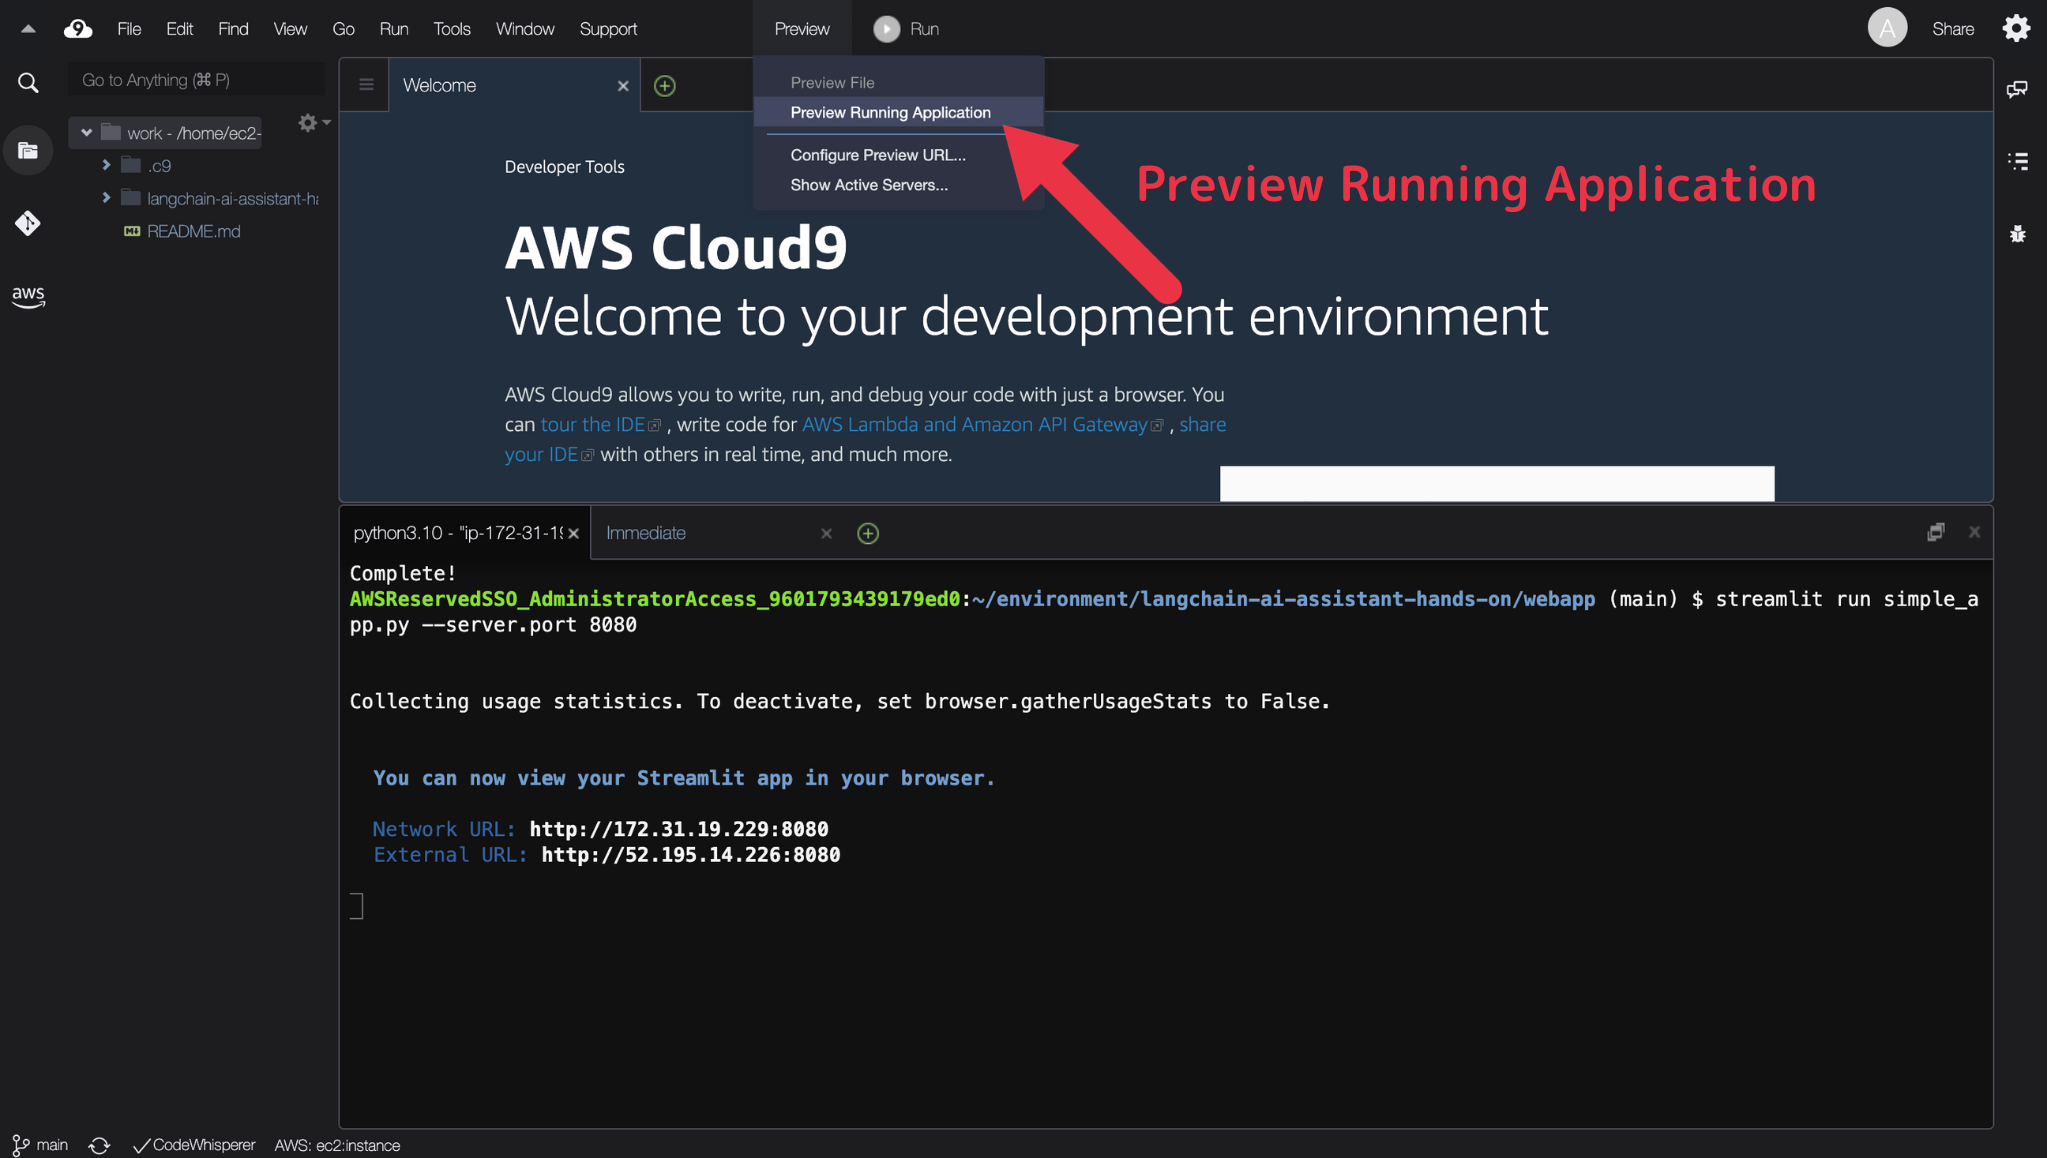 File Edit Find View Go Run Tools Window Support Preview Run A Share
Go to Anything (⌘ P)
Welcome
Preview File
Preview Running Application
Configure Preview URL...
Show Active Servers...
Preview Running Application
work - /home/ec2-
.c9
langchain-ai-assistant-ha
README.md
aws
Developer Tools
AWS Cloud9
Welcome to your development environment
AWS Cloud9 allows you to write, run, and debug your code with just a browser. You
can tour the IDE , write code for AWS Lambda and Amazon API Gateway , share
your IDE with others in real time, and much more.
python3.10 - "ip-172-31-19
Immediate
Complete!
AWSReservedSSO_AdministratorAccess_9601793439179ed0:~/environment/langchain-ai-assistant-hands-on/webapp (main) $ streamlit run simple_a
pp.py --server.port 8080
Collecting usage statistics. To deactivate, set browser.gatherUsageStats to False.
You can now view your Streamlit app in your browser.
Network URL: http://172.31.19.229:8080
External URL: http://52.195.14.226:8080
main CodeWhisperer AWS: ec2:instance